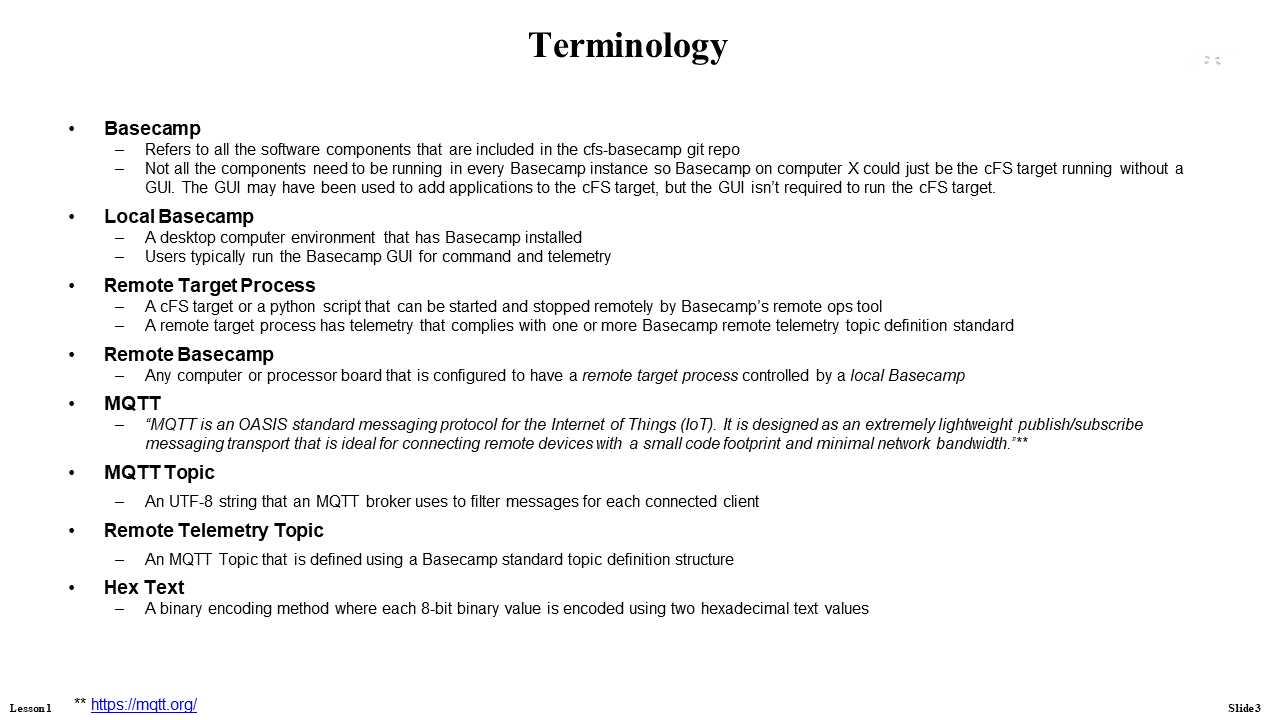 Terminology
• Basecamp
– Refers to all the software components that are included in the cfs-basecamp git repo
– Not all the components need to be running in every Basecamp instance so Basecamp on computer X could just be the cFS target running without a
GUI. The GUI may have been used to add applications to the cFS target, but the GUI isn’t required to run the cFS target.
• Local Basecamp
– A desktop computer environment that has Basecamp installed
– Users typically run the Basecamp GUI for command and telemetry
• Remote Target Process
– A cFS target or a python script that can be started and stopped remotely by Basecamp’s remote ops tool
– A remote target process has telemetry that complies with one or more Basecamp remote telemetry topic definition standard
• Remote Basecamp
– Any computer or processor board that is configured to have a remote target process controlled by a local Basecamp
• MQTT
– “MQTT is an OASIS standard messaging protocol for the Internet of Things (IoT). It is designed as an extremely lightweight publish/subscribe
messaging transport that is ideal for connecting remote devices with a small code footprint and minimal network bandwidth.”**
• MQTT Topic
– An UTF-8 string that an MQTT broker uses to filter messages for each connected client
• Remote Telemetry Topic
– An MQTT Topic that is defined using a Basecamp standard topic definition structure
• Hex Text
– A binary encoding method where each 8-bit binary value is encoded using two hexadecimal text values
** https://mqtt.org/
Lesson 1
Slide 3